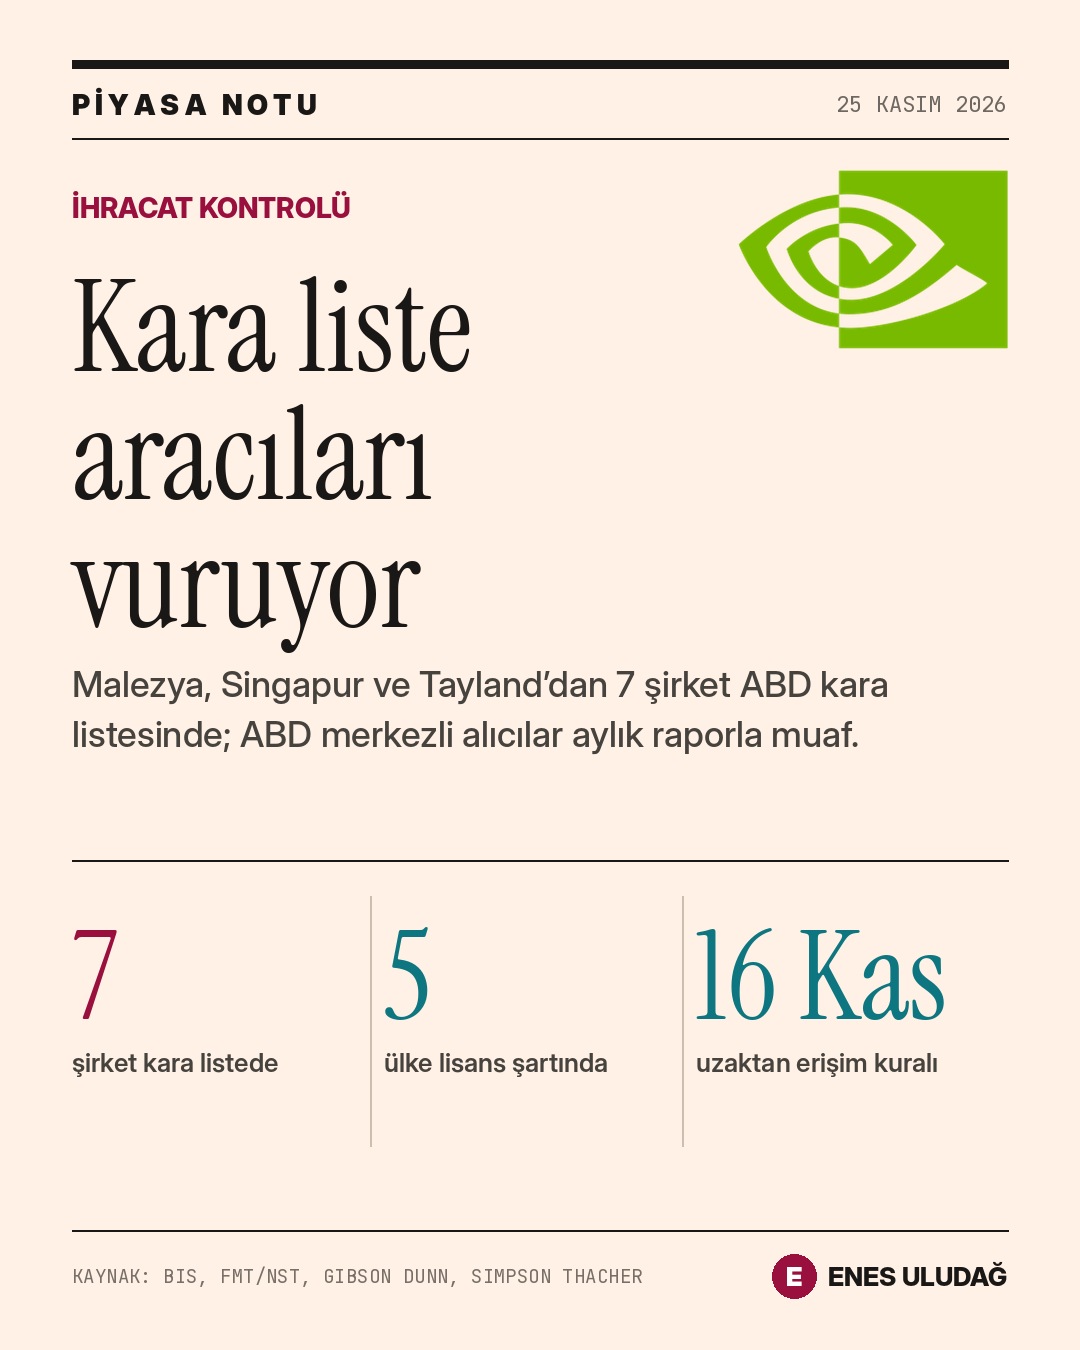 PİYASA NOTU
25 KASIM 2026
İHRACAT KONTROLÜ
Kara liste
aracıları
vuruyor
Malezya, Singapur ve Tayland’dan 7 şirket ABD kara
listesinde; ABD merkezli alıcılar aylık raporla muaf.
7
şirket kara listede
5
ülke lisans şartında
16 Kas
uzaktan erişim kuralı
KAYNAK: BIS, FMT/NST, GIBSON DUNN, SIMPSON THACHER
E ENES ULUDAĞ